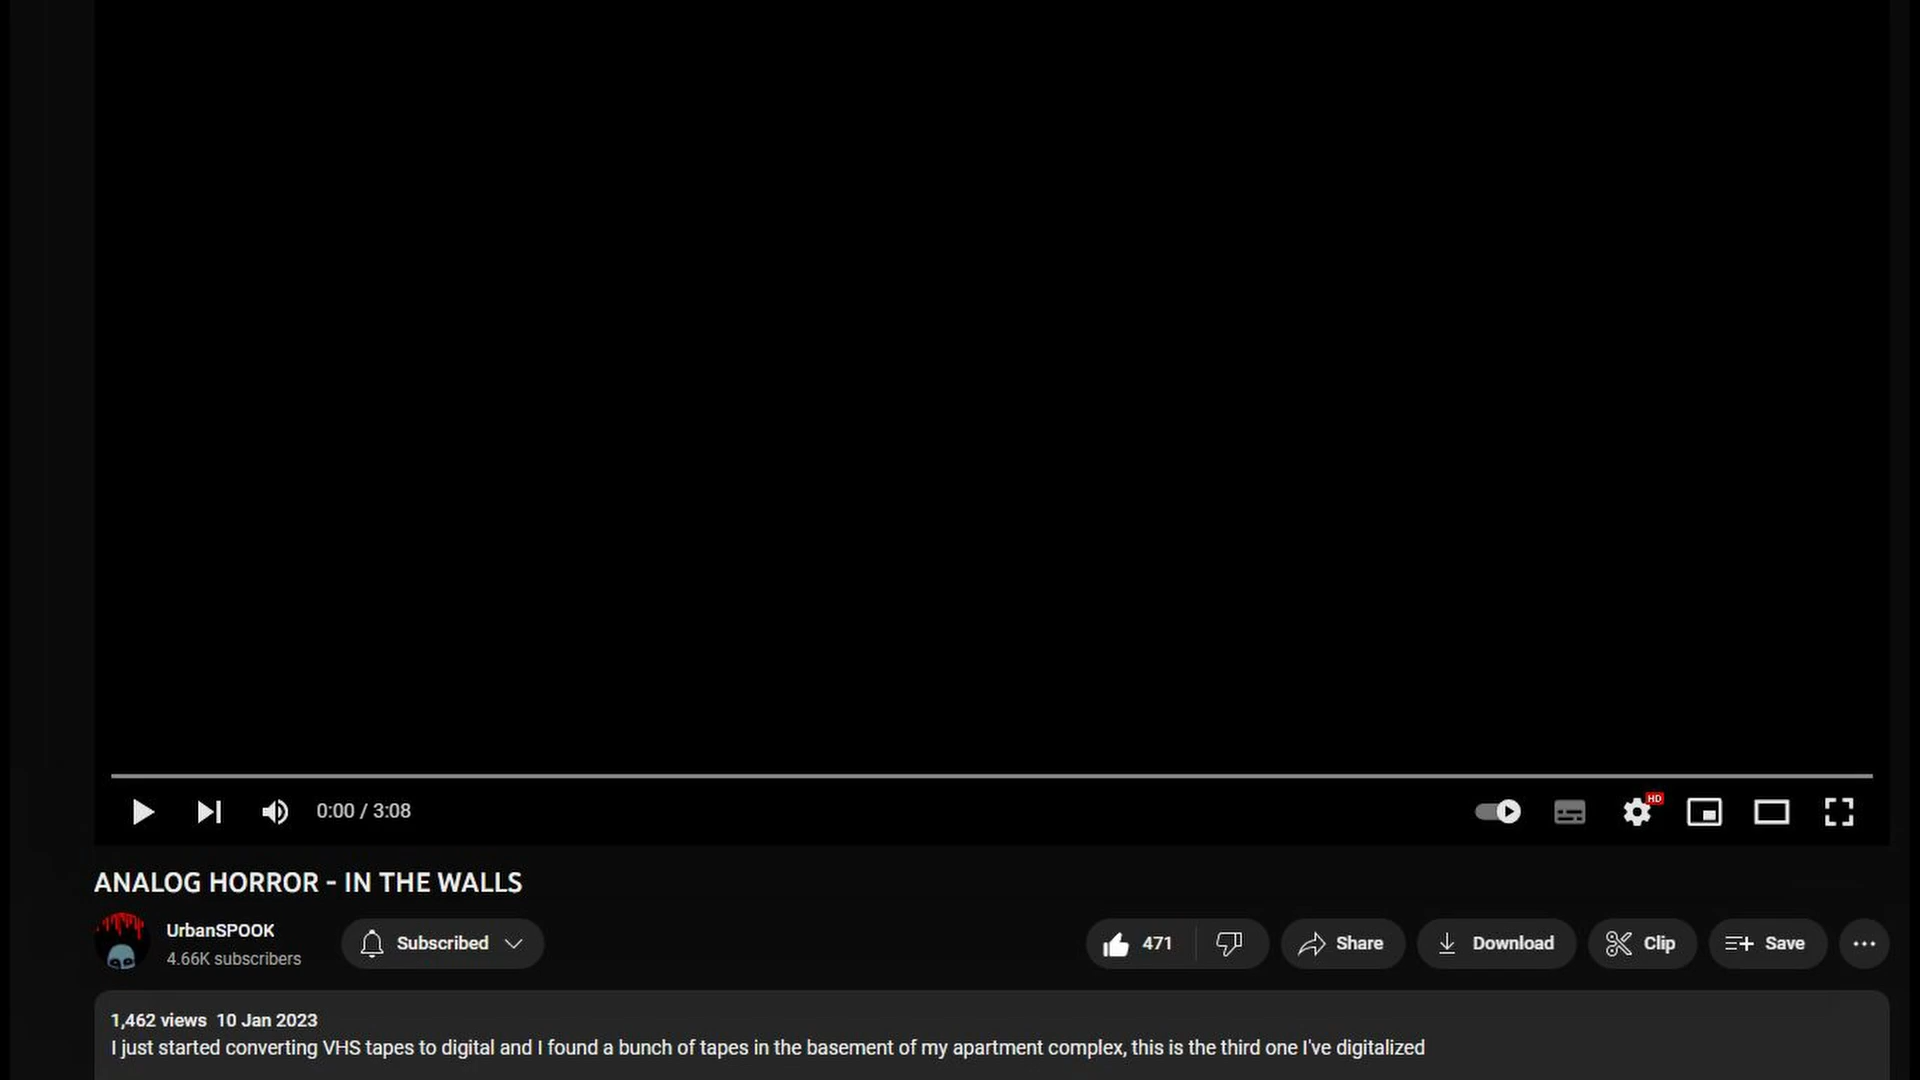 0:00 / 3:08
HD
ANALOG HORROR - IN THE WALLS
UrbanSPOOK
4.66K subscribers
Subscribed
471
Share
Download
Clip
Save
1,462 views 10 Jan 2023
I just started converting VHS tapes to digital and I found a bunch of tapes in the basement of my apartment complex, this is the third one I've digitalized